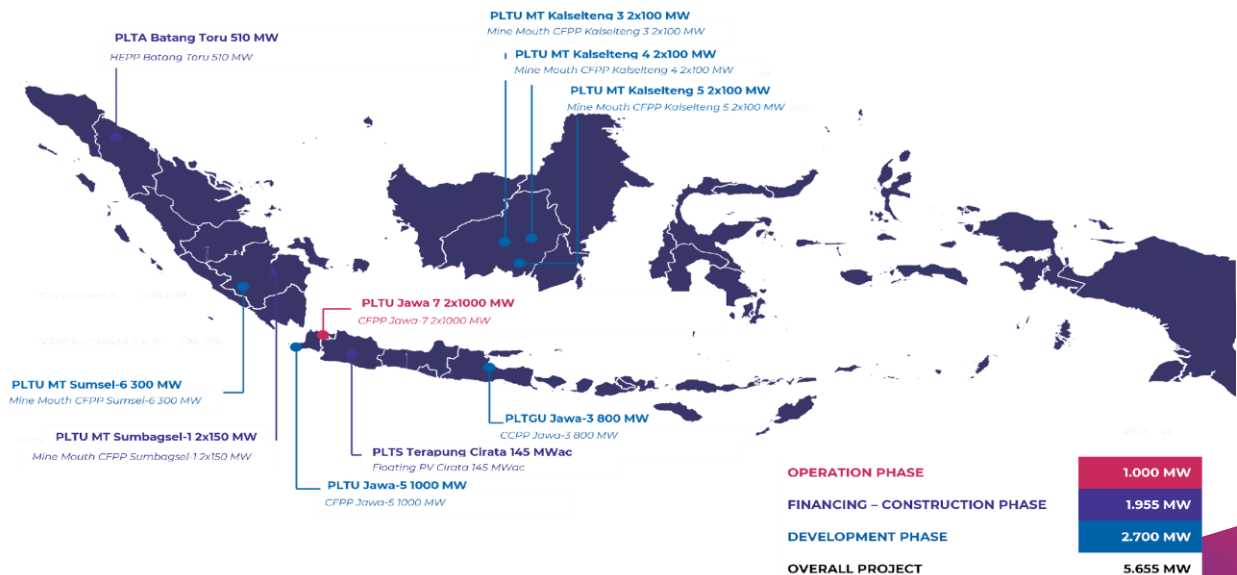 PLTU MT Kalselteng 3 2x100 MW
Mine Mouth CFPP Kalselteng 3 2x100 MW
PLTA Batang Toru 510 MW
HEPP Batang Toru 510 MW
PLTU MT Kalselteng 4 2x100 MW
Mine Mouth CFPP Kalselteng 4 2x100 MW
PLTU MT Kalselteng 5 2x100 MW
Mine Mouth CFPP Kalselteng 5 2x100 MW
PLTU Jawa 7 2x1000 MW
CFPP Jawa-7 2x1000 MW
PLTU MT Sumsel-6 300 MW
Mine Mouth CFPP Sumsel-6 300 MW
PLTGU Jawa-3 800 MW
CCPP Jawa-3 800 MW
PLTU MT Sumbagsel-1 2x150 MW
Mine Mouth CFPP Sumbagsel-1 2x150 MW
PLTS Terapung Cirata 145 MWac
Floating PV Cirata 145 MWac
PLTU Jawa-5 1000 MW
CFPP Jawa-5 1000 MW
OPERATION PHASE 1.000 MW
FINANCING – CONSTRUCTION PHASE 1.955 MW
DEVELOPMENT PHASE 2.700 MW
OVERALL PROJECT 5.655 MW